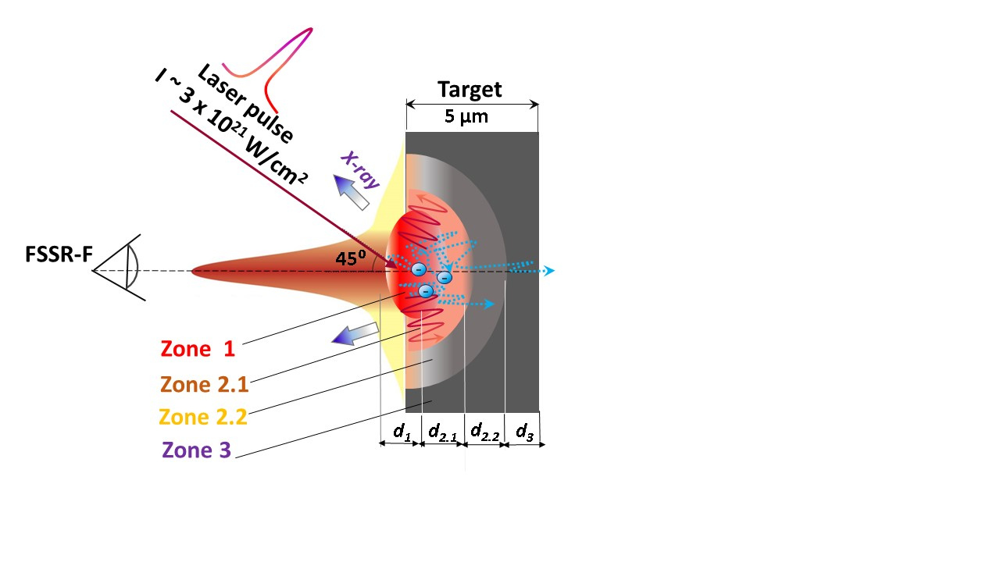 Laser pulse
I ~ 3 x 10²¹ W/cm²
Target
5 µm
X-ray
FSSR-F
45⁰
-
-
-
Zone 1
Zone 2.1
Zone 2.2
Zone 3
d₁ d₂.₁ d₂.₂ d₃